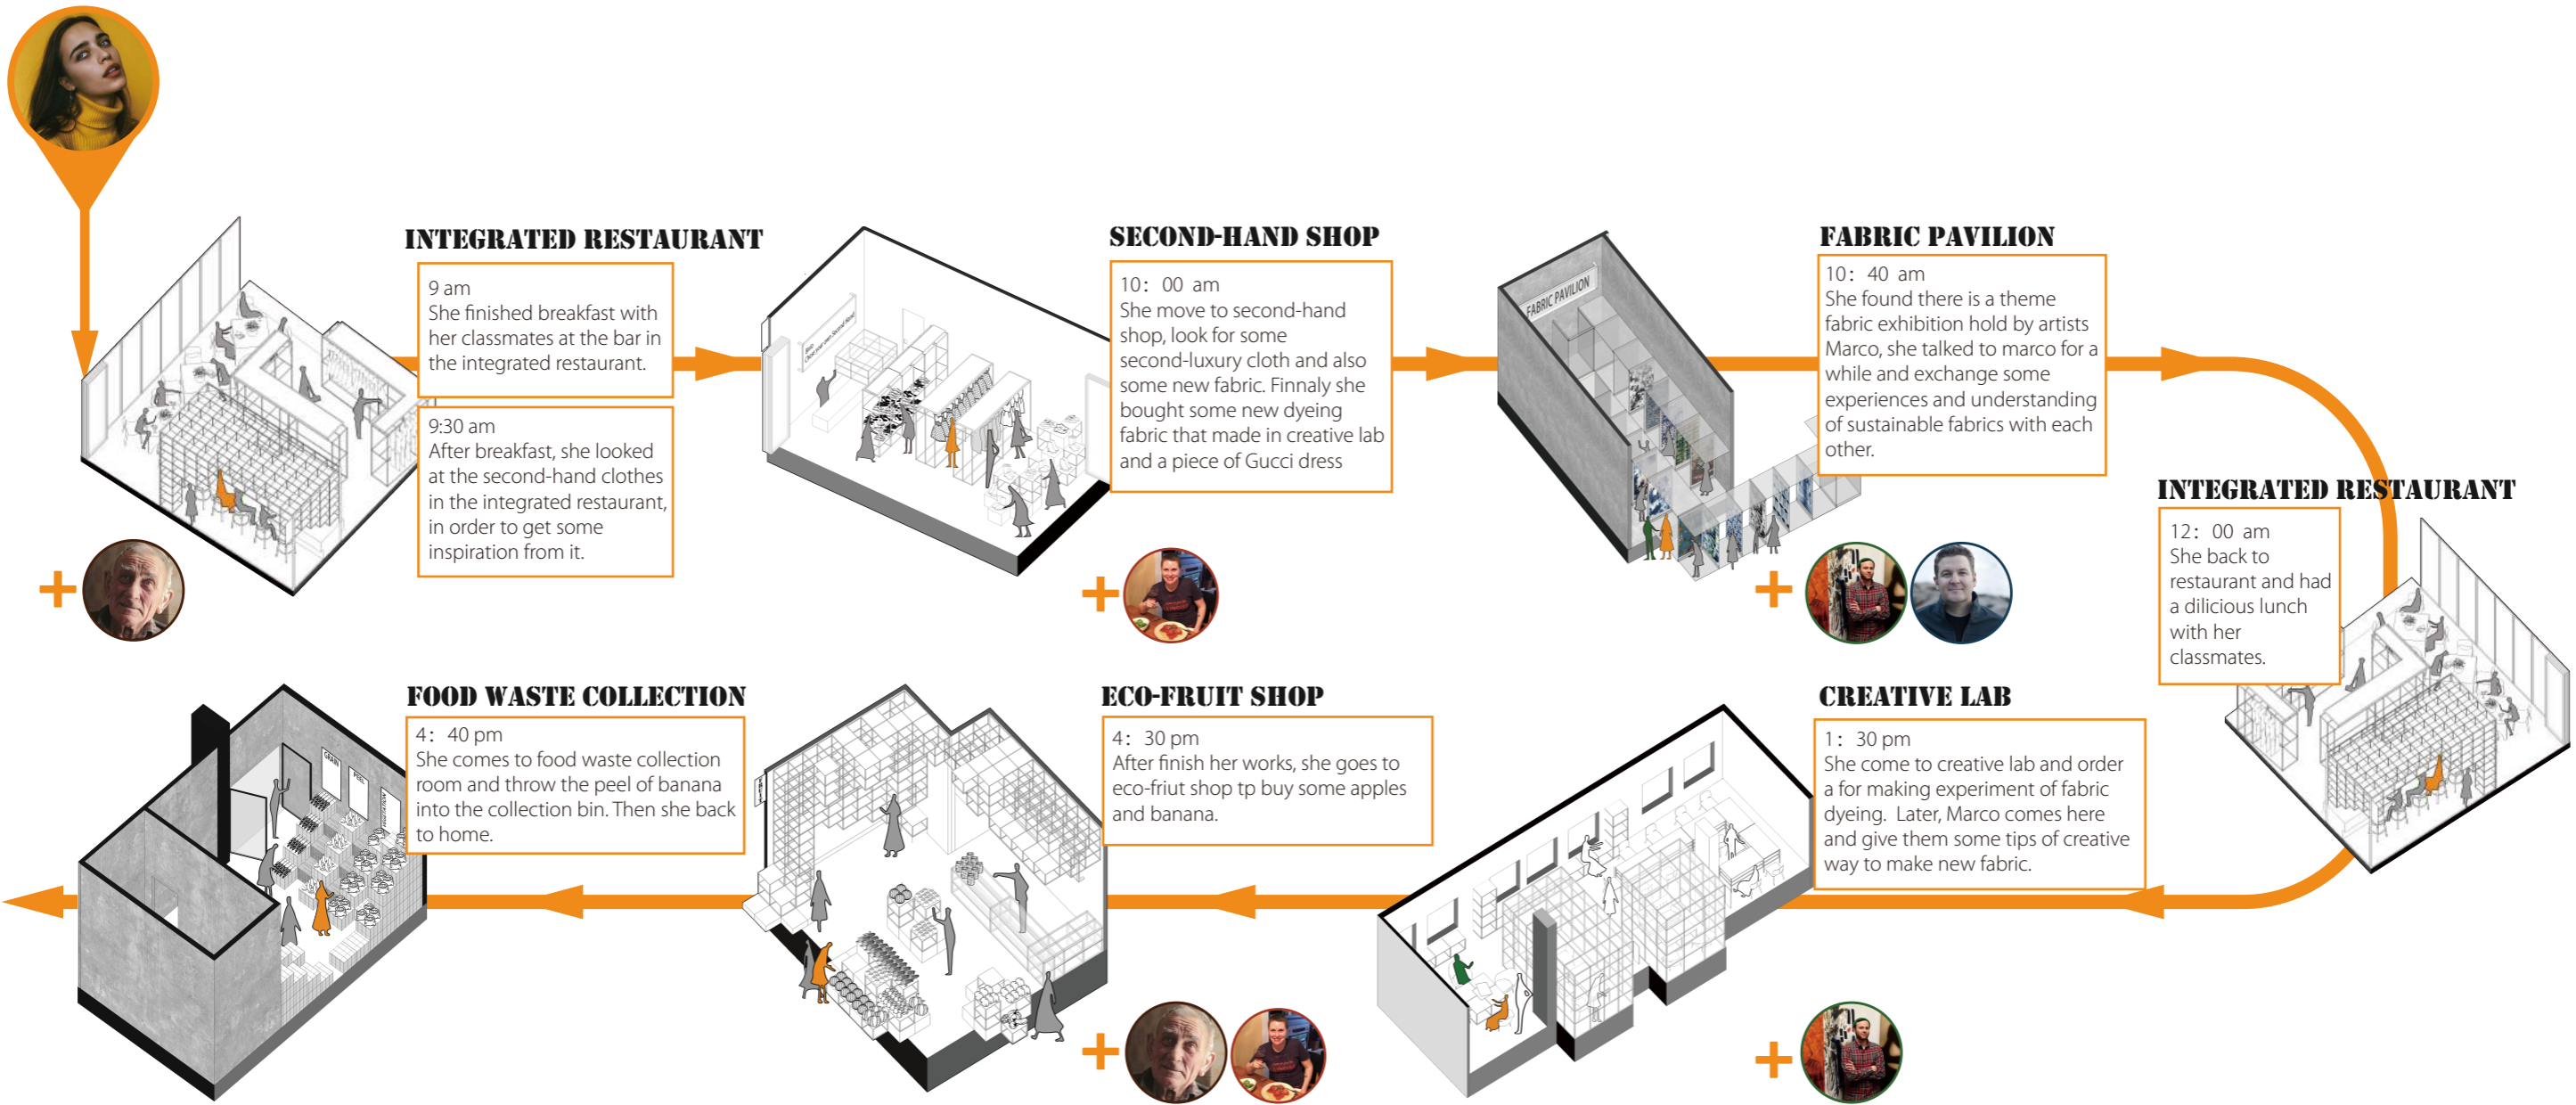 INTEGRATED RESTAURANT
9 am
She finished breakfast with
her classmates at the bar in
the integrated restaurant.
9:30 am
After breakfast, she looked
at the second-hand clothes
in the integrated restaurant,
in order to get some
inspiration from it.
SECOND-HAND SHOP
10: 00 am
She move to second-hand
shop, look for some
second-luxury cloth and also
some new fabric. Finnaly she
bought some new dyeing
fabric that made in creative lab
and a piece of Gucci dress
FABRIC PAVILION
FABRIC PAVILION
10: 40 am
She found there is a theme
fabric exhibition hold by artists
Marco, she talked to marco for a
while and exchange some
experiences and understanding
of sustainable fabrics with each
other.
INTEGRATED RESTAURANT
12: 00 am
She back to
restaurant and had
a dilicious lunch
with her
classmates.
CREATIVE LAB
1: 30 pm
She come to creative lab and order
a for making experiment of fabric
dyeing. Later, Marco comes here
and give them some tips of creative
way to make new fabric.
ECO-FRUIT SHOP
4: 30 pm
After finish her works, she goes to
eco-friut shop tp buy some apples
and banana.
FOOD WASTE COLLECTION
4: 40 pm
She comes to food waste collection
room and throw the peel of banana
into the collection bin. Then she back
to home.
GRAIN
PEEL
VEGETATION